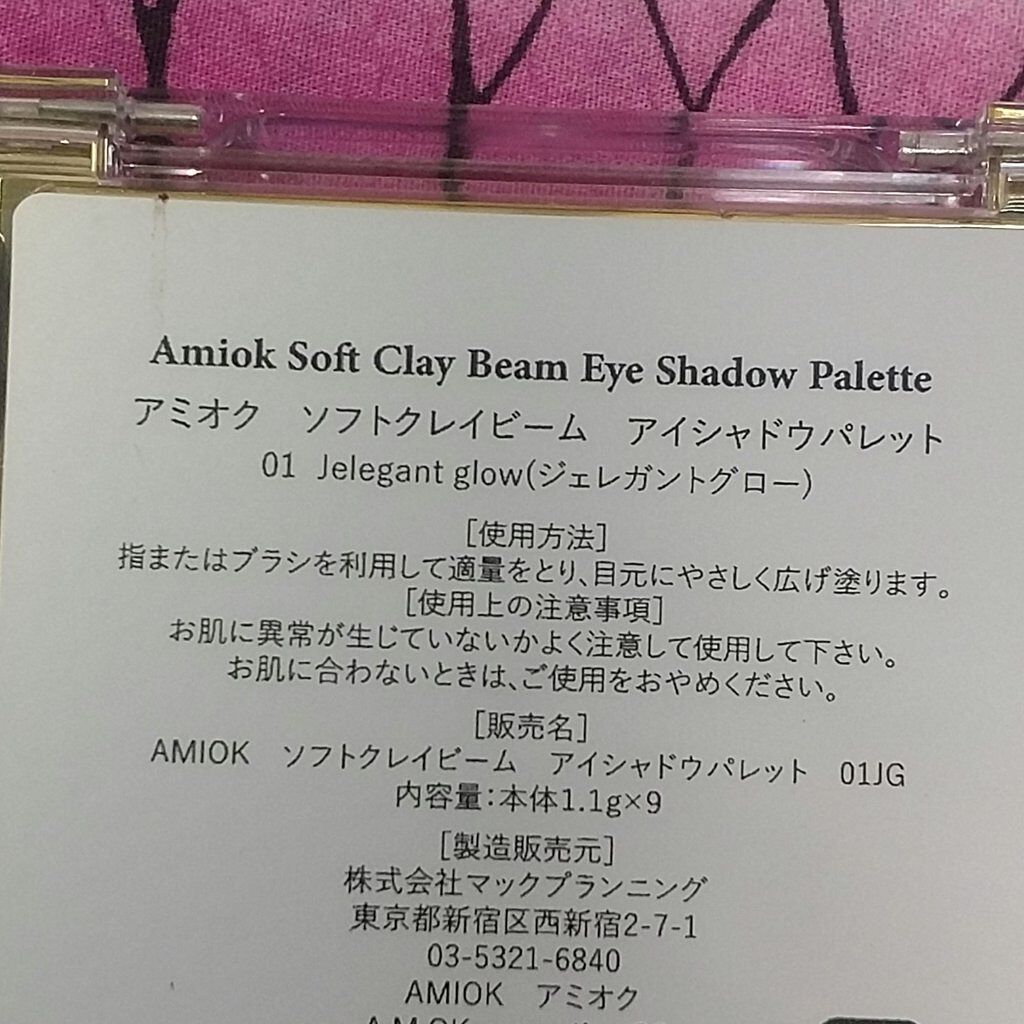 Amiok Soft Clay Beam Eye Shadow Palette
アミオク　ソフトクレイビーム　アイシャドウパレット
01 Jelegant glow(ジェレガントグロー)
[使用方法]
指またはブラシを利用して適量をとり、目元にやさしく広げ塗ります。
[使用上の注意事項]
お肌に異常が生じていないかよく注意して使用して下さい。
お肌に合わないときは、ご使用をおやめください。
[販売名]
AMIOK　ソフトクレイビーム　アイシャドウパレット　01JG
内容量：本体1.1g×9
[製造販売元]
株式会社マックプランニング
東京都新宿区西新宿2-7-1
03-5321-6840
AMIOK　アミオク